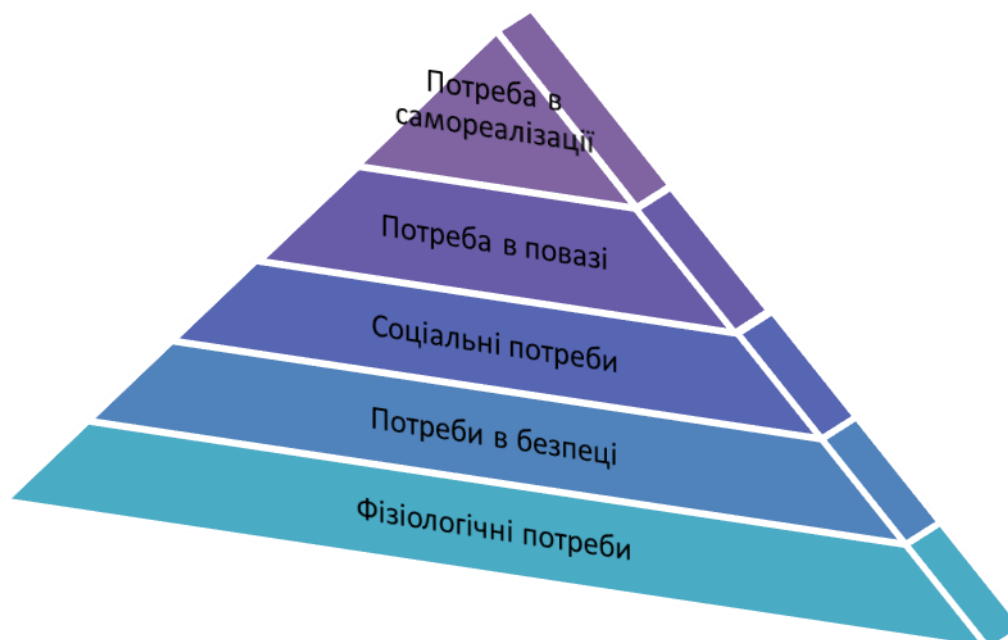 Потреба в
самореалізації
Потреба в повазі
Соціальні потреби
Потреби в безпеці
Фізіологічні потреби